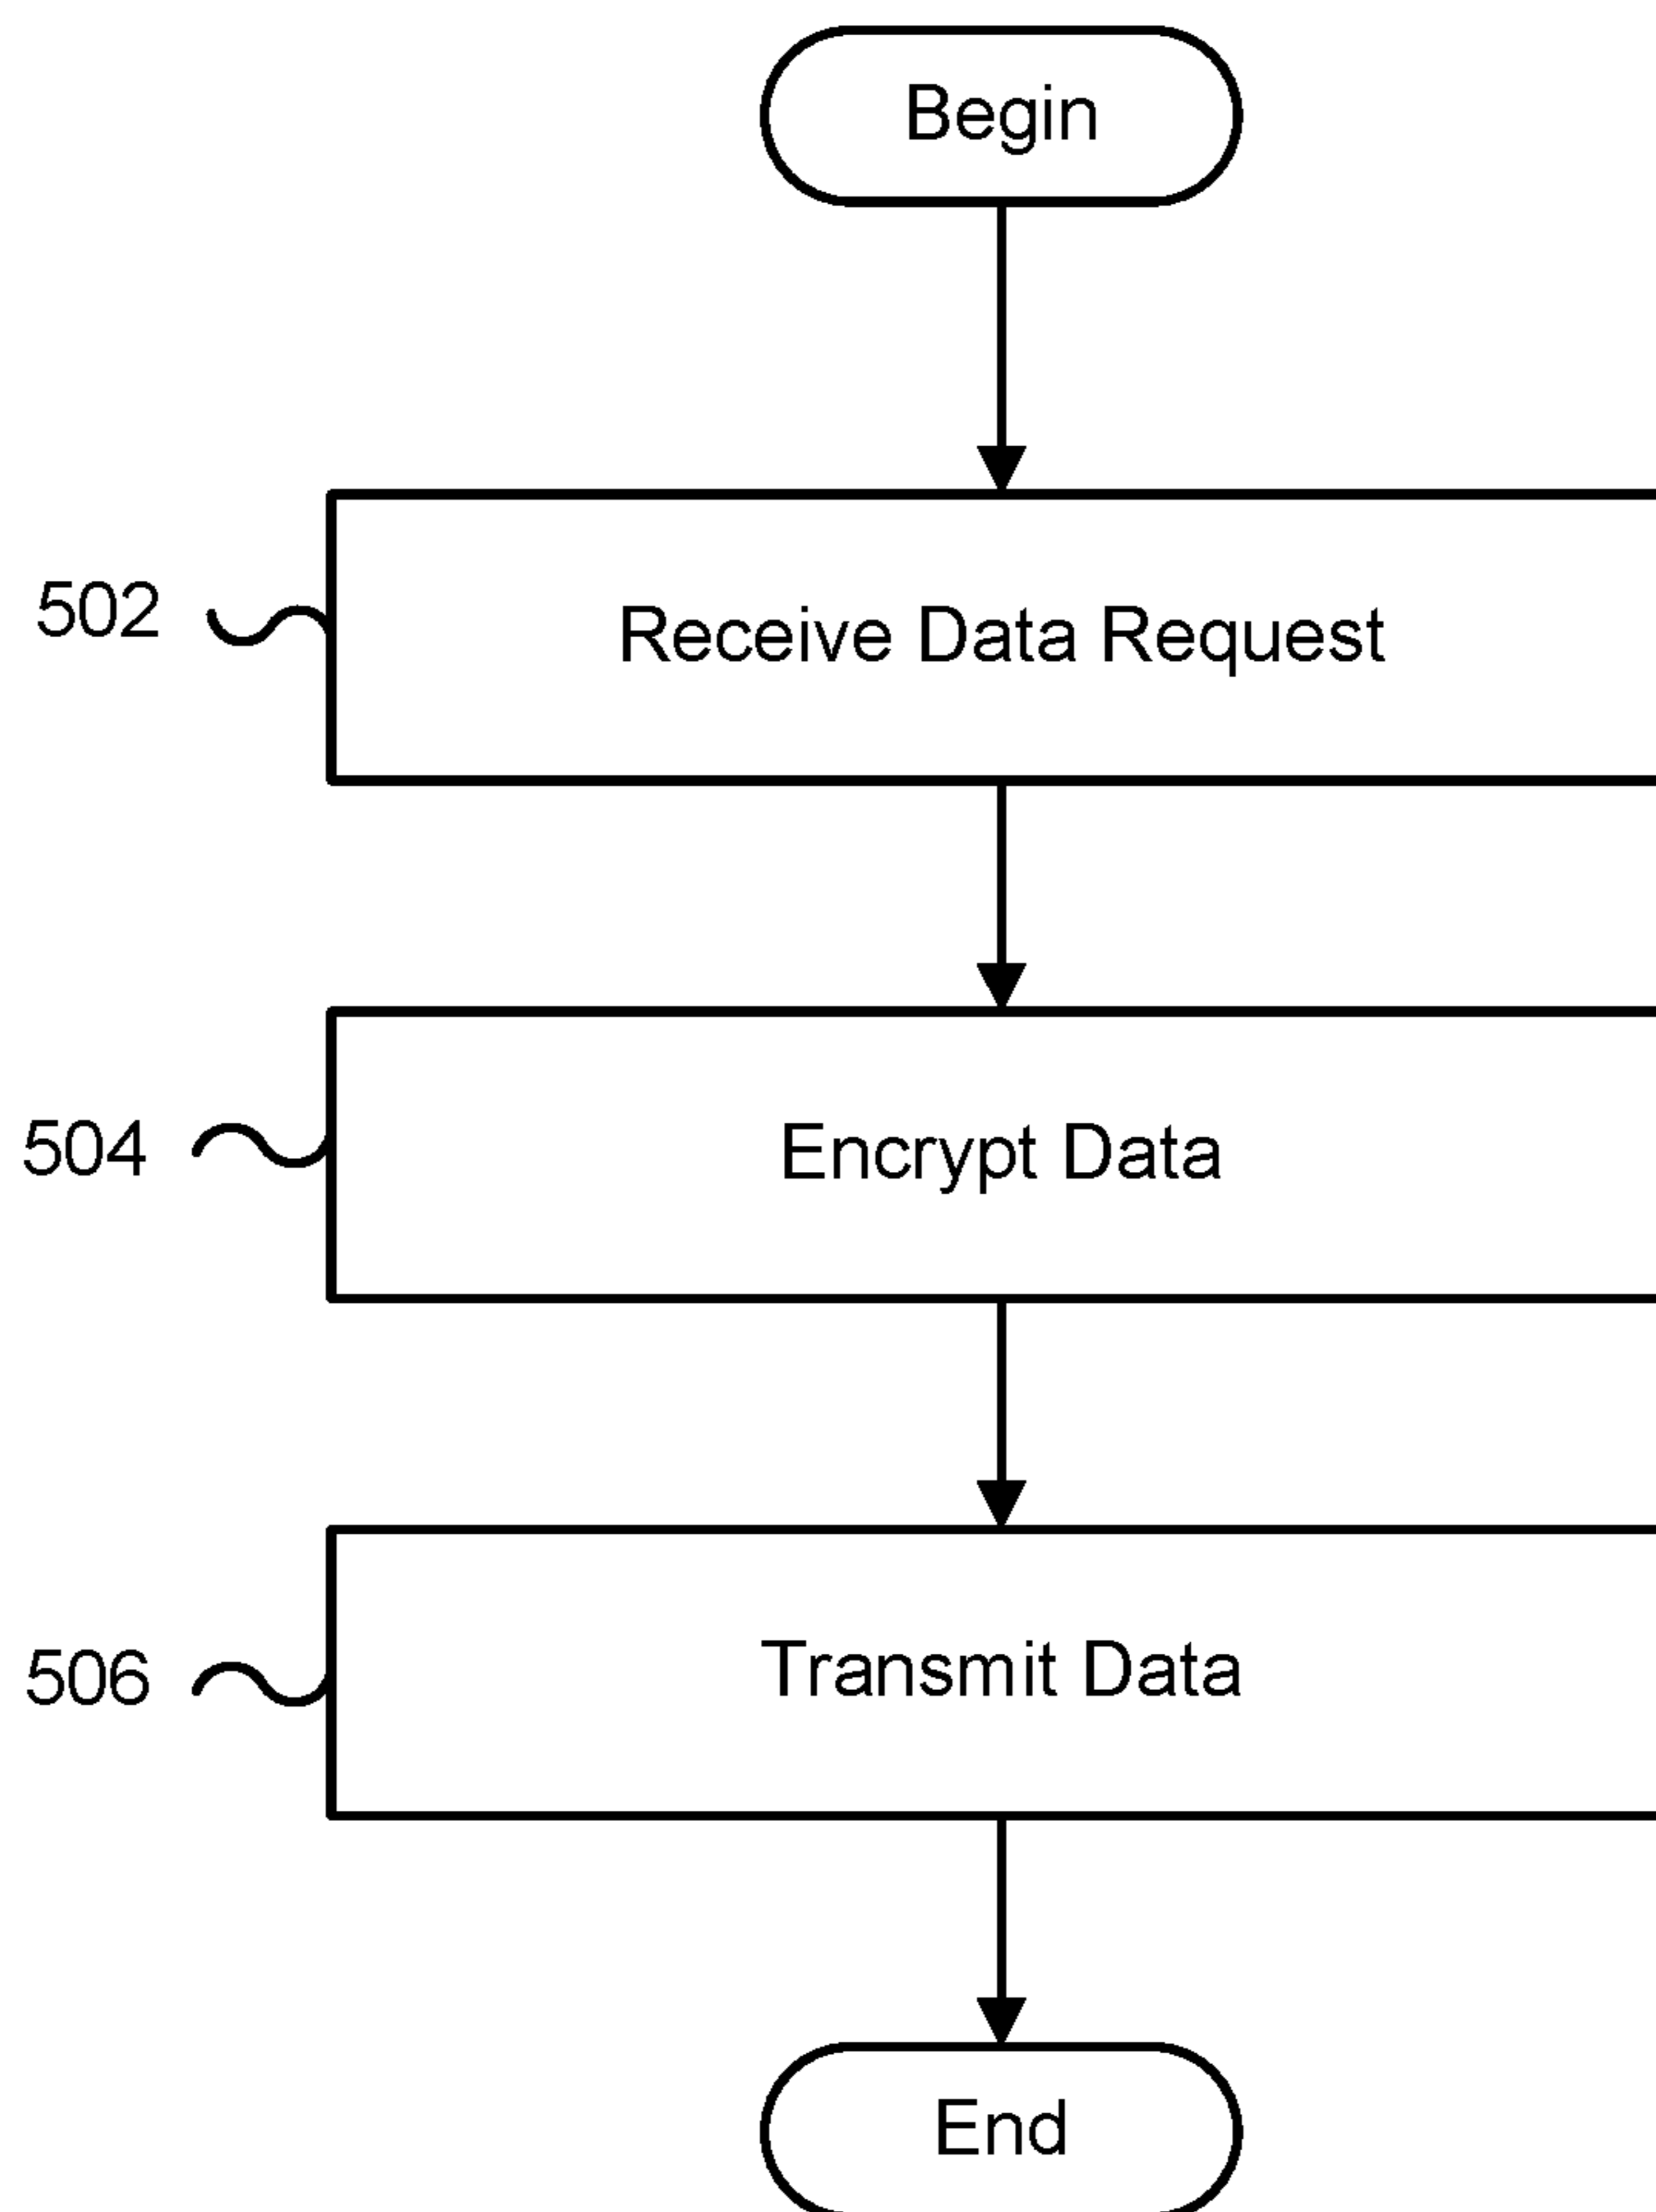 Begin
502
Receive Data Request
504
Encrypt Data
506
Transmit Data
End